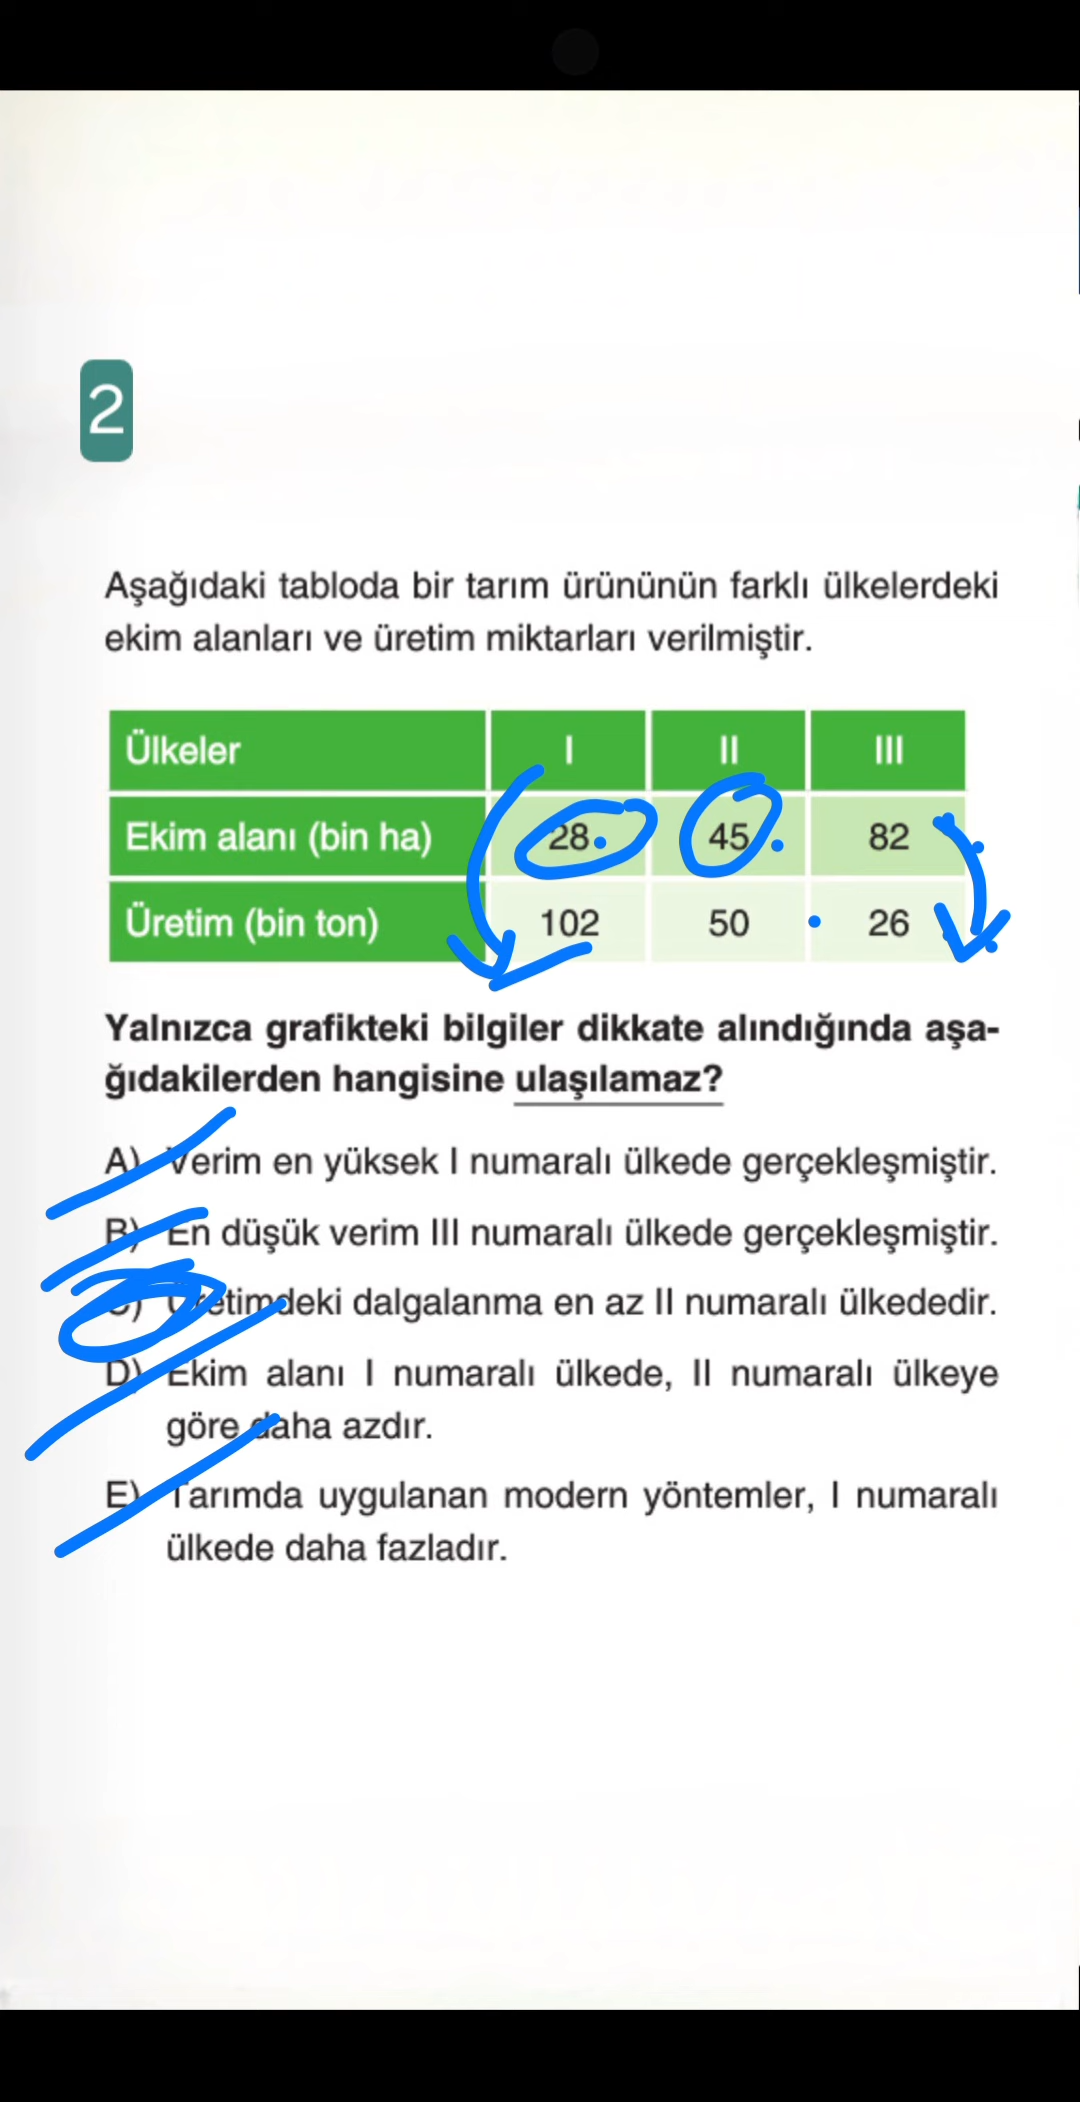 2
Aşağıdaki tabloda bir tarım ürününün farklı ülkelerdeki
ekim alanları ve üretim miktarları verilmiştir.
Ülkeler I II III
Ekim alanı (bin ha) 28 45 82
Üretim (bin ton) 102 50 26
Yalnızca grafikteki bilgiler dikkate alındığında aşa-
ğıdakilerden hangisine ulaşılamaz?
A) Verim en yüksek I numaralı ülkede gerçekleşmiştir.
B) En düşük verim III numaralı ülkede gerçekleşmiştir.
C) Üretimdeki dalgalanma en az II numaralı ülkededir.
D) Ekim alanı I numaralı ülkede, II numaralı ülkeye
göre daha azdır.
E) Tarımda uygulanan modern yöntemler, I numaralı
ülkede daha fazladır.